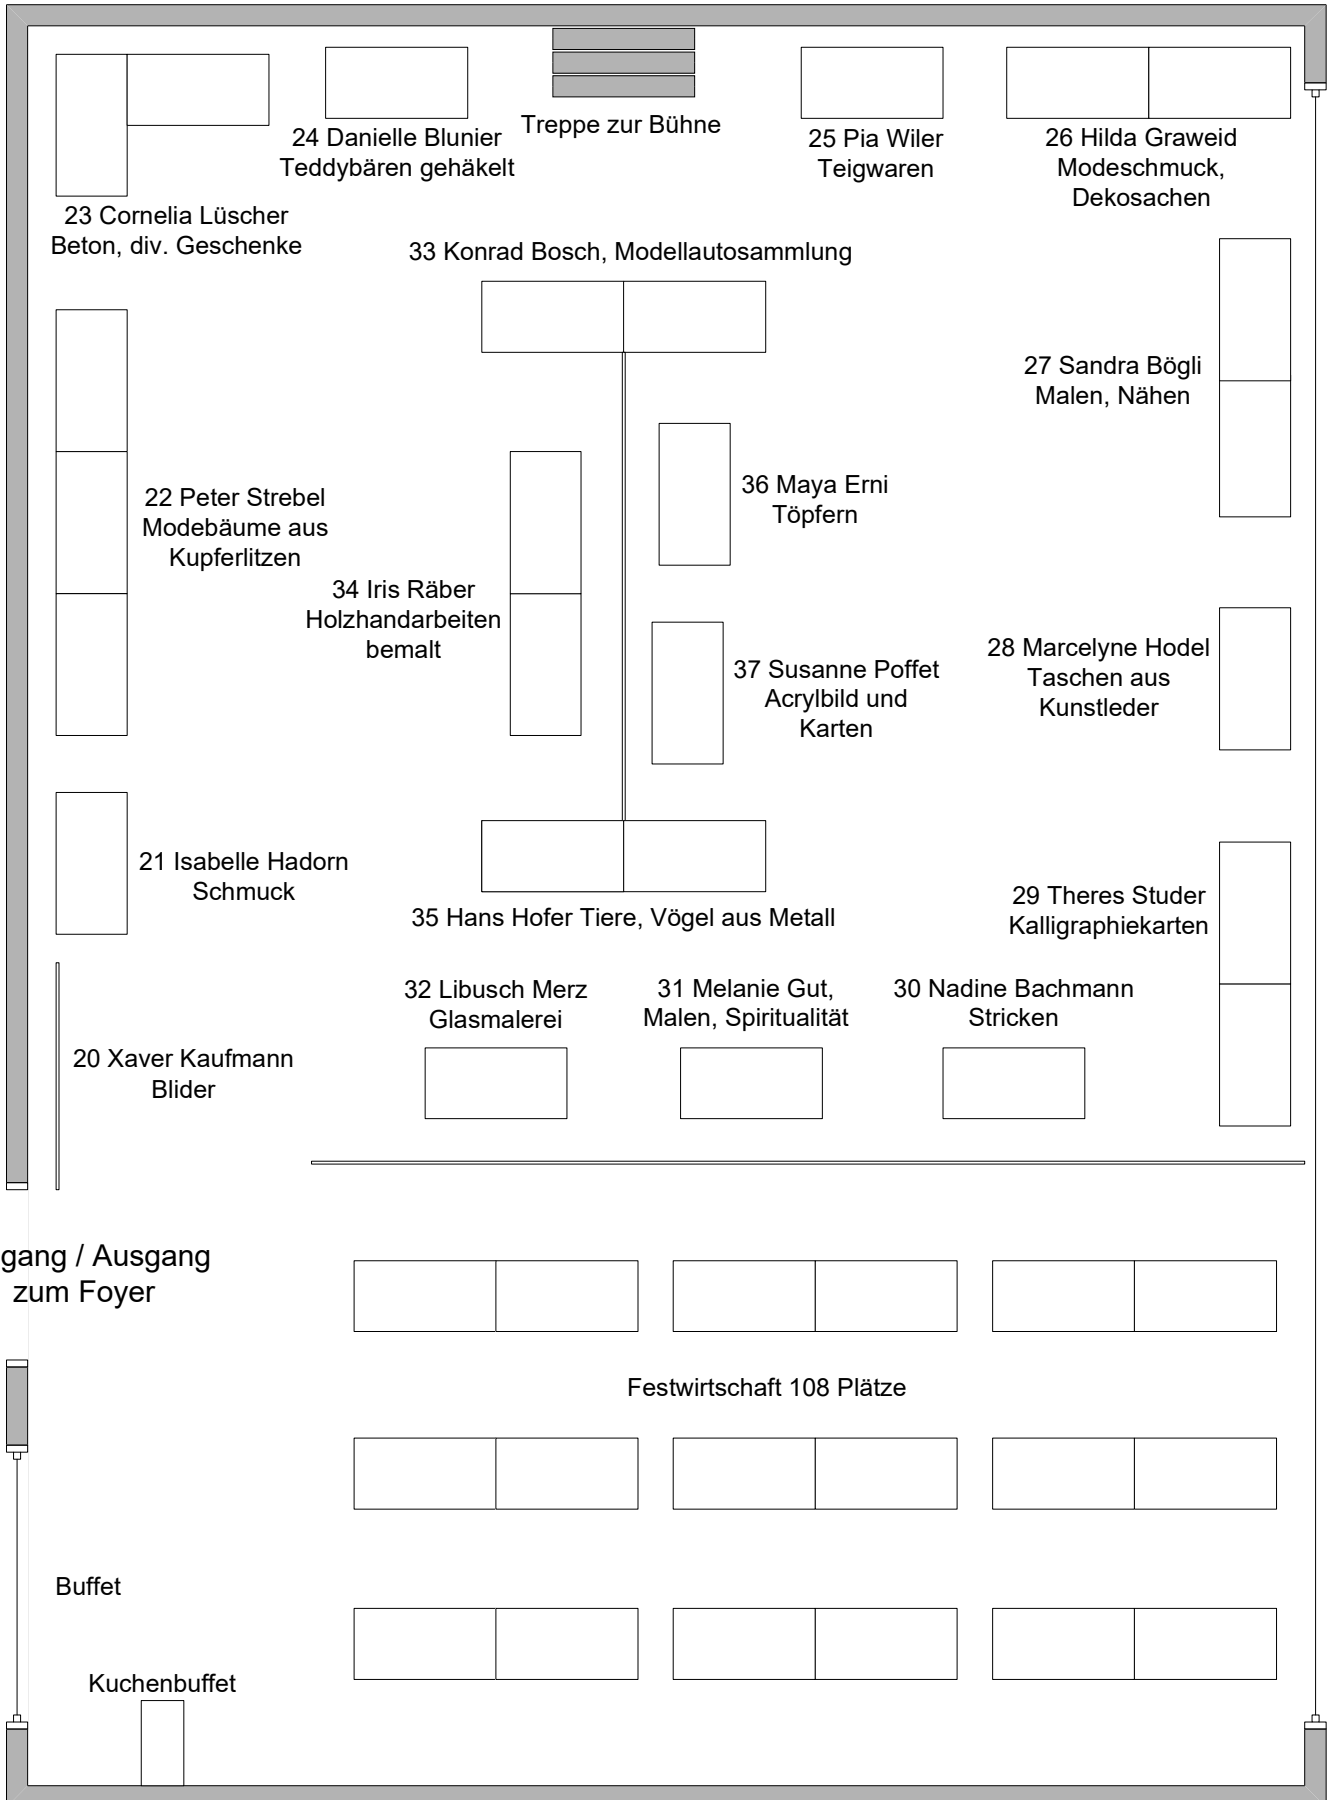 Treppe zur Bühne
24 Danielle Blunier
Teddybären gehäkelt
25 Pia Wiler
Teigwaren
26 Hilda Graweid
Modeschmuck,
Dekosachen
23 Cornelia Lüscher
Beton, div. Geschenke
33 Konrad Bosch, Modellautosammlung
27 Sandra Bögli
Malen, Nähen
22 Peter Strebel
Modebäume aus
Kupferlitzen
36 Maya Erni
Töpfern
34 Iris Räber
Holzhandarbeiten
bemalt
37 Susanne Poffet
Acrylbild und
Karten
28 Marcelyne Hodel
Taschen aus
Kunstleder
21 Isabelle Hadorn
Schmuck
35 Hans Hofer Tiere, Vögel aus Metall
29 Theres Studer
Kalligraphiekarten
32 Libusch Merz
Glasmalerei
31 Melanie Gut,
Malen, Spiritualität
30 Nadine Bachmann
Stricken
20 Xaver Kaufmann
Blider
gang / Ausgang
zum Foyer
Festwirtschaft 108 Plätze
Buffet
Kuchenbuffet